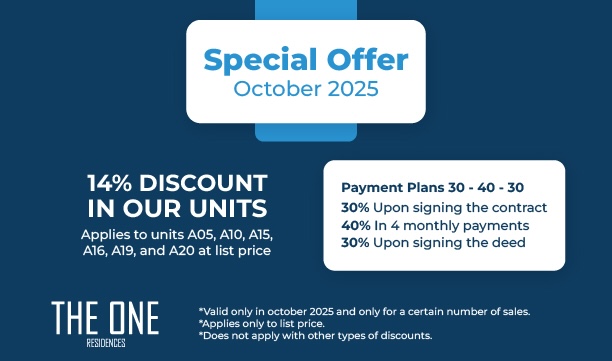 Special Offer
October 2025
14% DISCOUNT
IN OUR UNITS
Applies to units A05, A10, A15,
A16, A19, and A20 at list price
Payment Plans 30 - 40 - 30
30% Upon signing the contract
40% In 4 monthly payments
30% Upon signing the deed
THE ONE
RESIDENCES
*Valid only in october 2025 and only for a certain number of sales.
*Applies only to list price.
*Does not apply with other types of discounts.